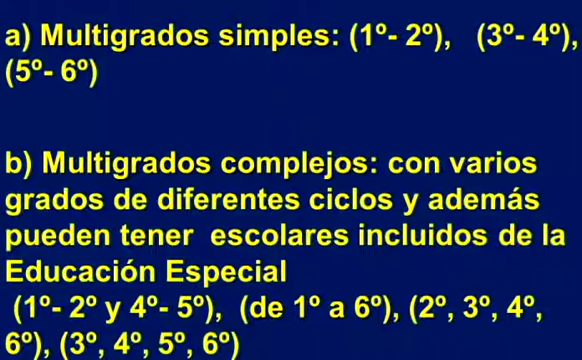 a) Multigrados simples: (1º- 2º), (3º- 4º),
(5º- 6º)
b) Multigrados complejos: con varios
grados de diferentes ciclos y además
pueden tener escolares incluidos de la
Educación Especial
(1º- 2º y 4º- 5º), (de 1º a 6º), (2º, 3º, 4º,
6º), (3º, 4º, 5º, 6º)